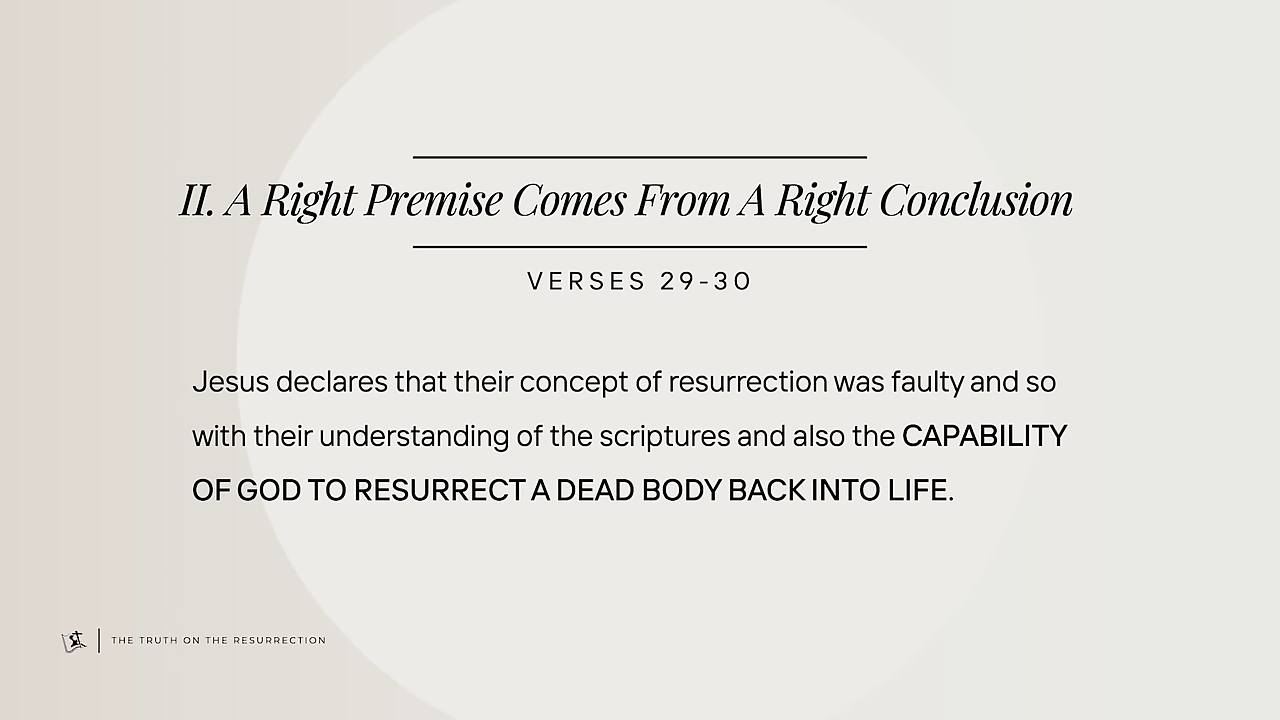 II. A Right Premise Comes From A Right Conclusion
VERSES 29-30
Jesus declares that their concept of resurrection was faulty and so
with their understanding of the scriptures and also the CAPABILITY
OF GOD TO RESURRECT A DEAD BODY BACK INTO LIFE.
THE TRUTH ON THE RESURRECTION